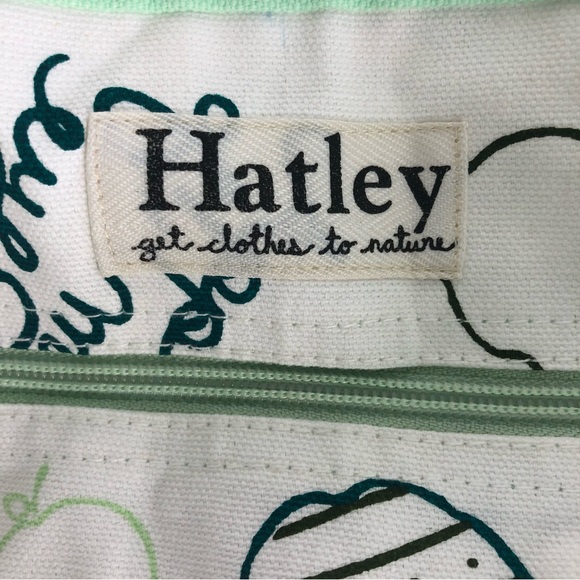 Hatley
get clothes to nature